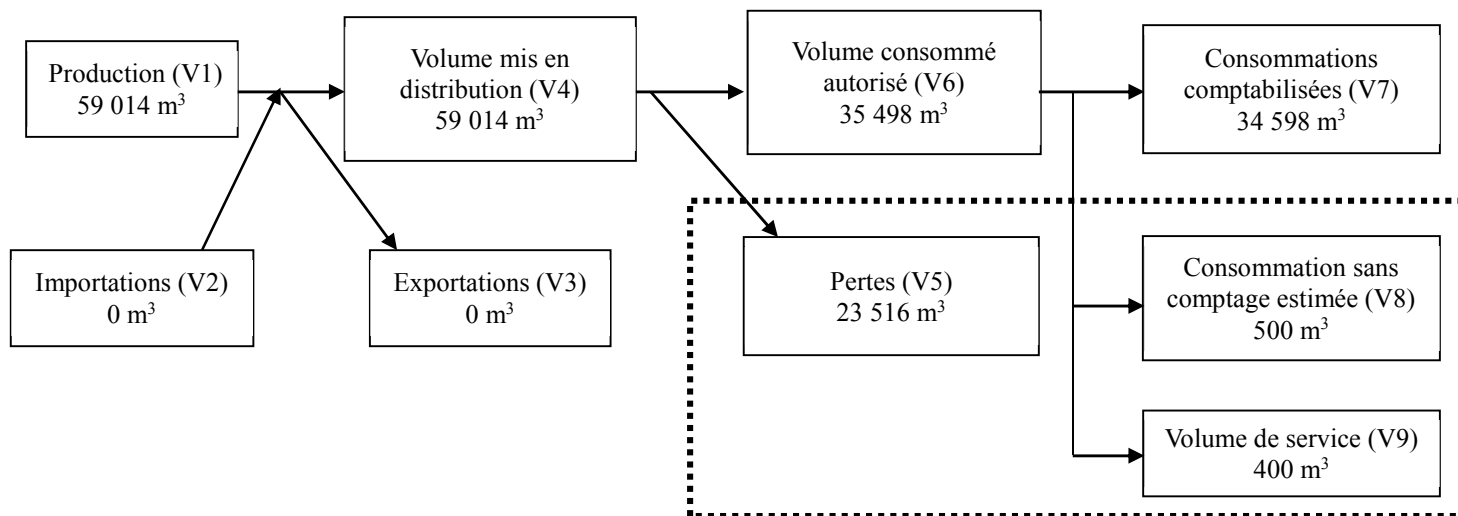 Production (V1)
59 014 m³
Volume mis en
distribution (V4)
59 014 m³
Volume consommé
autorisé (V6)
35 498 m³
Consommations
comptabilisées (V7)
34 598 m³
Importations (V2)
0 m³
Exportations (V3)
0 m³
Pertes (V5)
23 516 m³
Consommation sans
comptage estimée (V8)
500 m³
Volume de service (V9)
400 m³